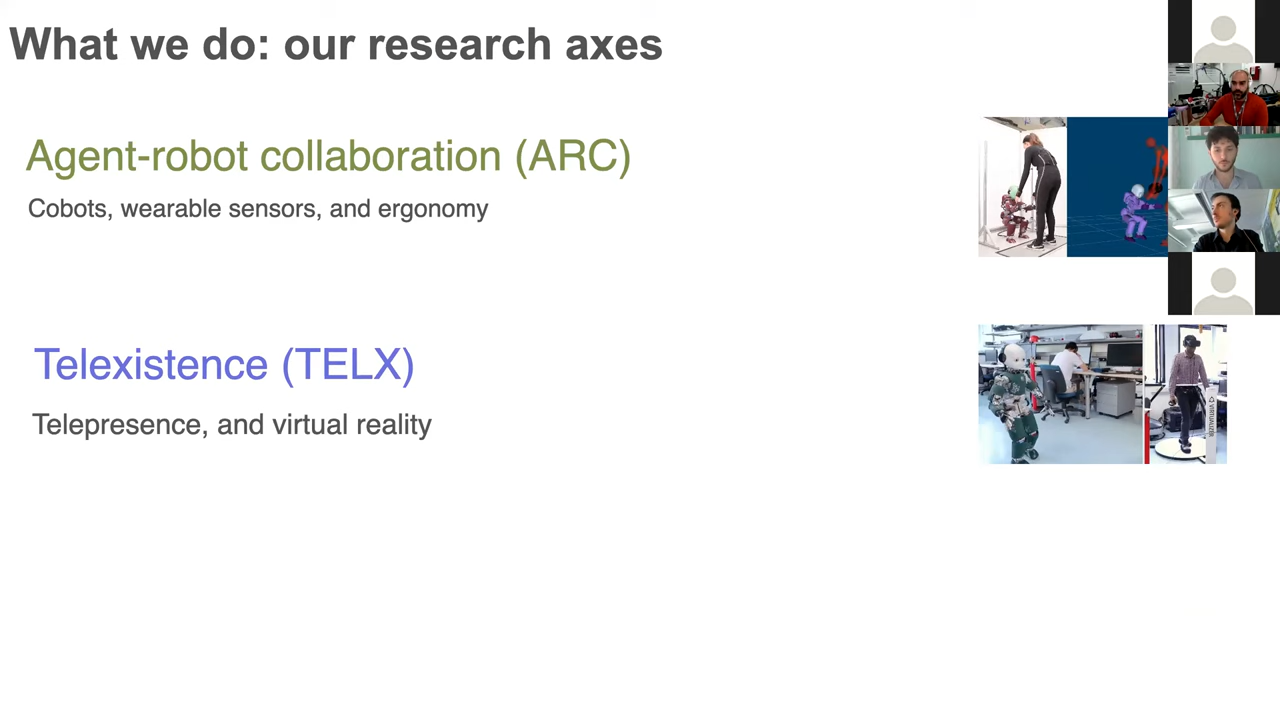 What we do: our research axes
Agent-robot collaboration (ARC)
Cobots, wearable sensors, and ergonomy
Telexistence (TELX)
Telepresence, and virtual reality
VIRTUALIZER